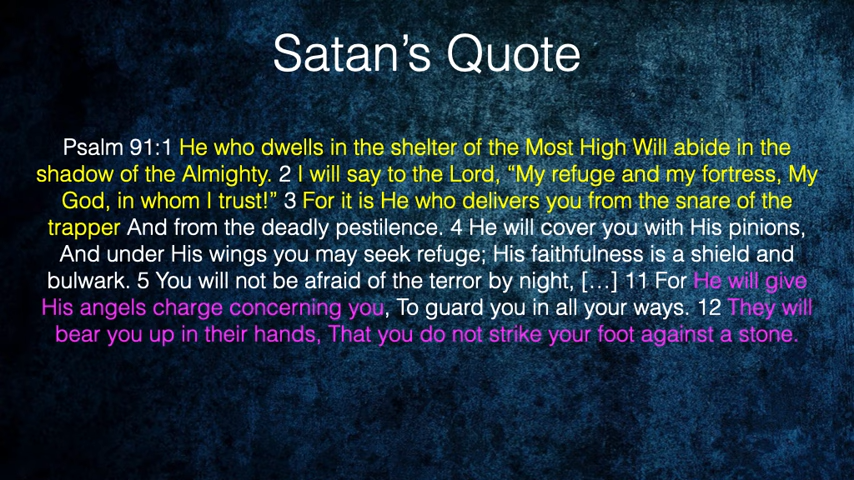 Satan’s Quote
Psalm 91:1 He who dwells in the shelter of the Most High Will abide in the
shadow of the Almighty. 2 I will say to the Lord, “My refuge and my fortress, My
God, in whom I trust!” 3 For it is He who delivers you from the snare of the
trapper And from the deadly pestilence. 4 He will cover you with His pinions,
And under His wings you may seek refuge; His faithfulness is a shield and
bulwark. 5 You will not be afraid of the terror by night, […] 11 For He will give
His angels charge concerning you, To guard you in all your ways. 12 They will
bear you up in their hands, That you do not strike your foot against a stone.